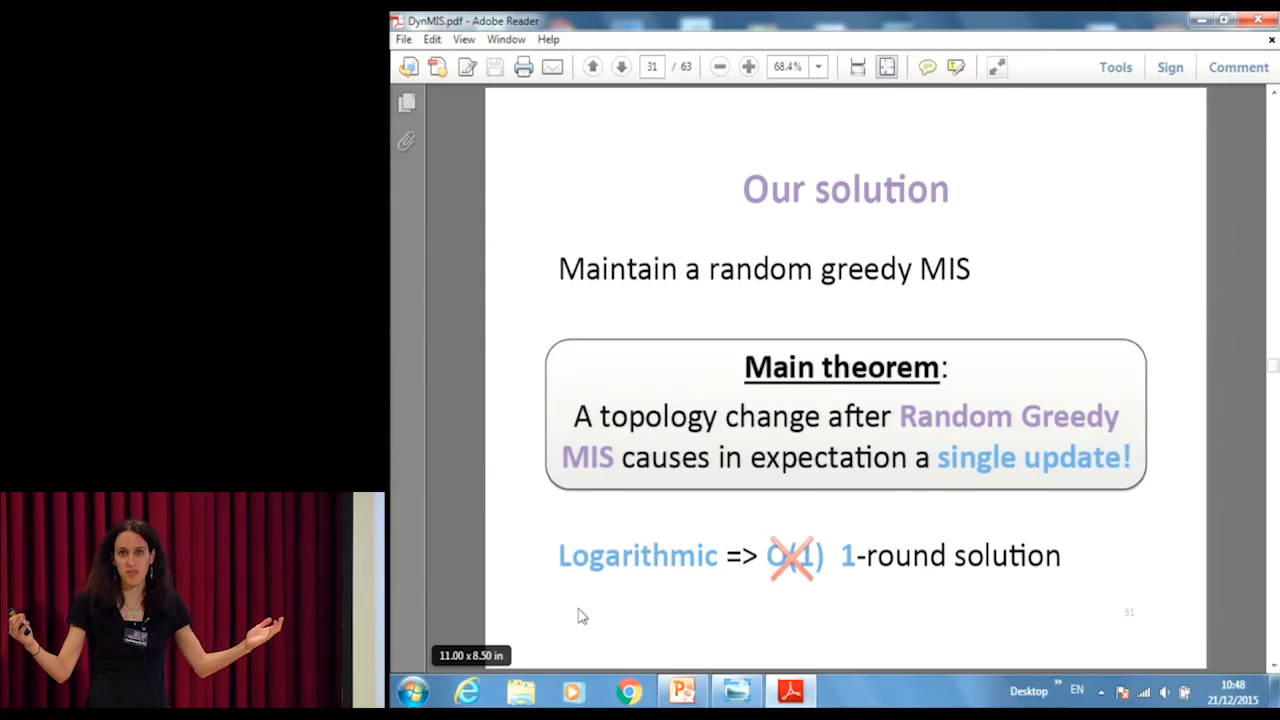 DynMIS.pdf - Adobe Reader
File Edit View Window Help
31 / 63 68.4% Tools Sign Comment
Our solution
Maintain a random greedy MIS
Main theorem:
A topology change after Random Greedy
MIS causes in expectation a single update!
Logarithmic => O(1) 1-round solution
31
11.00 x 8.50 in
Desktop » EN 10:48
21/12/2015